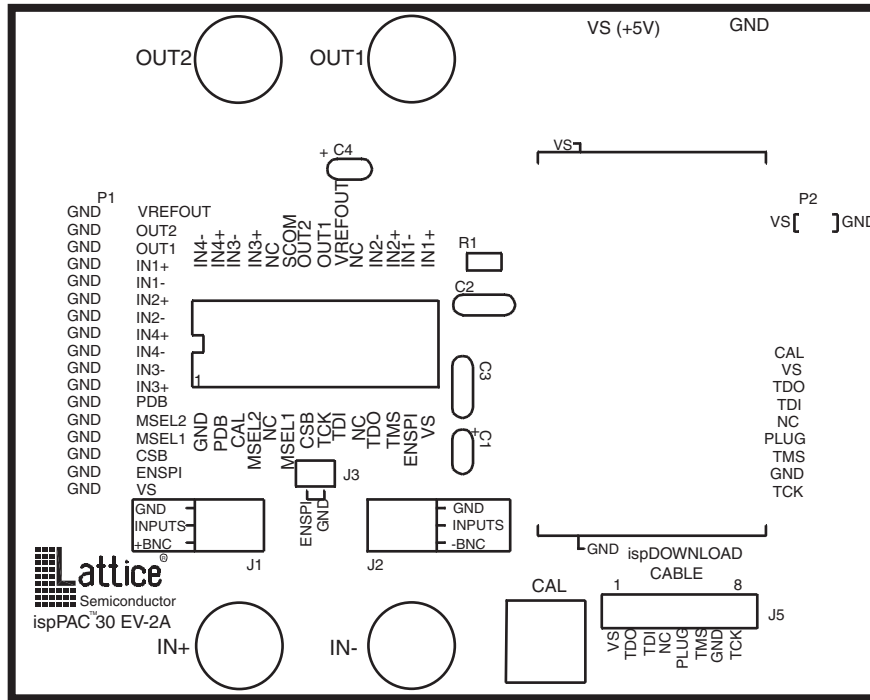 VS (+5V) GND
OUT2 OUT1
VS
+ C4
P1
P2
VS GND
GND VREFOUT
GND OUT2
GND OUT1
GND IN1+
GND IN1-
GND IN2+
GND IN2-
GND IN4+
GND IN4-
GND IN3-
GND IN3+
GND PDB
GND MSEL2
GND MSEL1
GND CSB
GND ENSPI
GND VS
IN4-
IN4+
IN3-
IN3+
NC
SCOM
OUT2
OUT1
VREFOUT
NC
IN2-
IN2+
IN1-
IN1+
R1
C2
C3
+
C1
1
GND
PDB
CAL
MSEL2
NC
MSEL1
CSB
TCK
TDI
NC
TDO
TMS
ENSPI
VS
CAL
VS
TDO
TDI
NC
PLUG
TMS
GND
TCK
J3
ENSPI
GND
GND
INPUTS
+BNC
J1
GND
INPUTS
-BNC
J2
GND
ispDOWNLOAD
CABLE
1 8
J5
VS
TDO
TDI
NC
PLUG
TMS
GND
TCK
CAL
Lattice®
Semiconductor
ispPAC™30 EV-2A
IN+ IN-